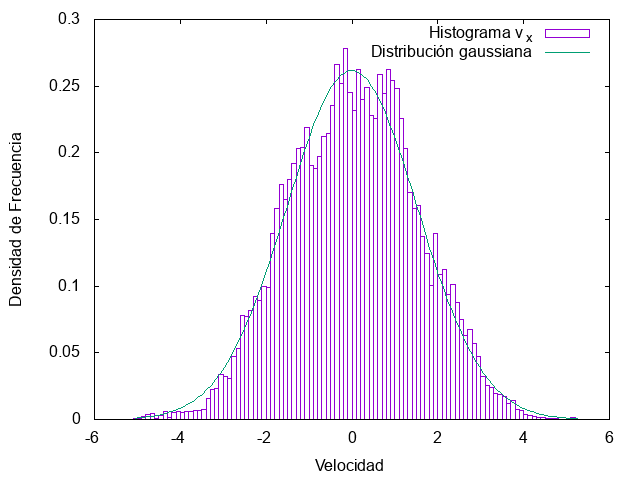 Histograma v x
Distribución gaussiana
Densidad de Frecuencia
0.3
0.25
0.2
0.15
0.1
0.05
0
-6 -4 -2 0 2 4 6
Velocidad